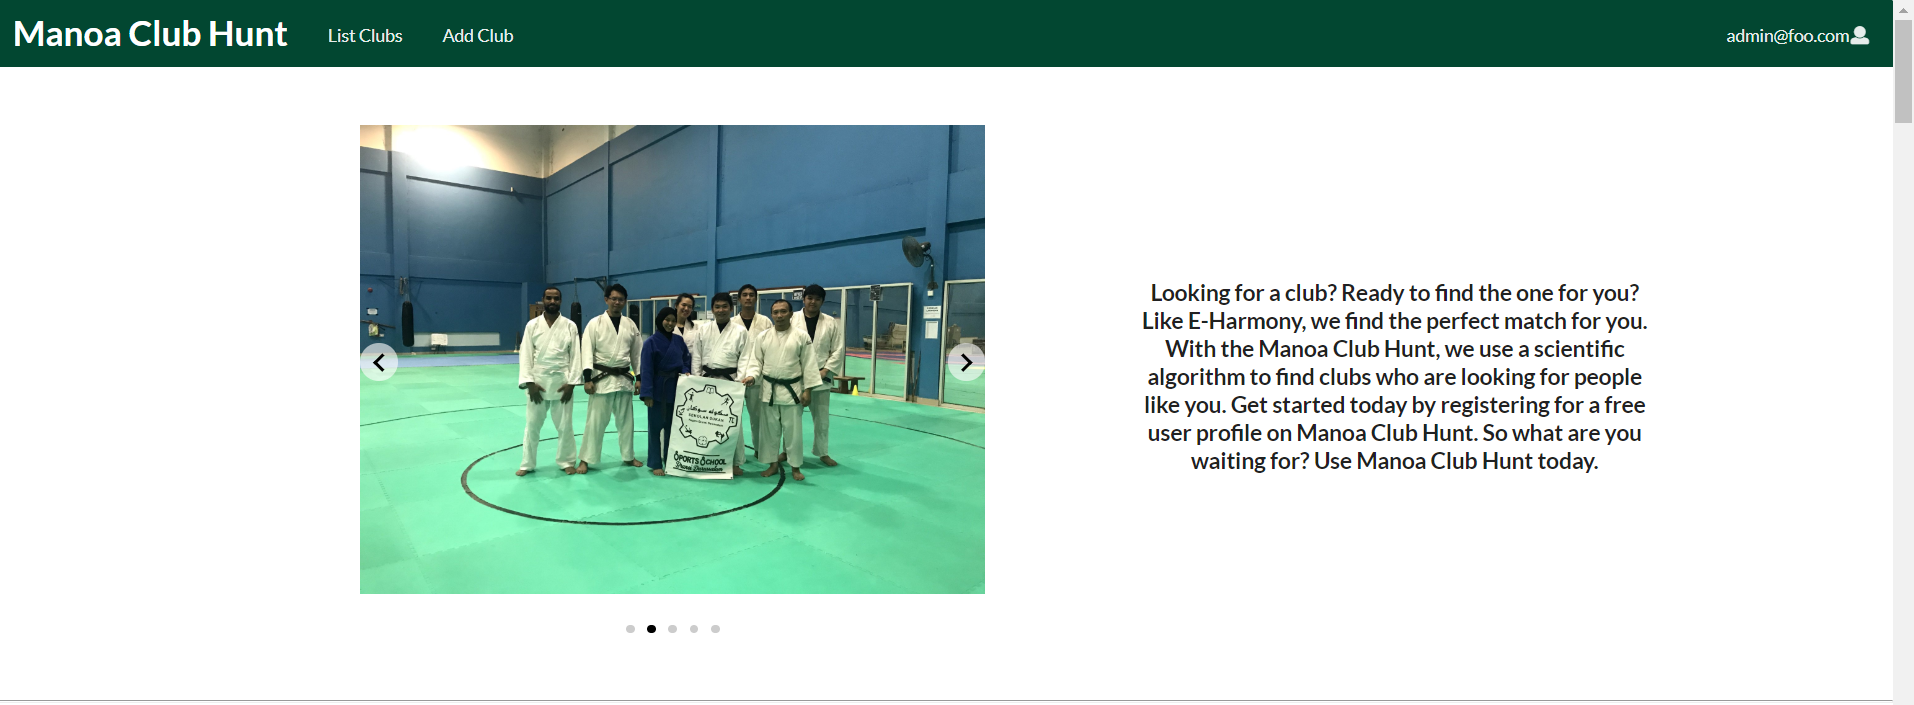 Manoa Club Hunt
List Clubs
Add Club
admin@foo.com
SPORTS SCHOOL
Looking for a club? Ready to find the one for you?
Like E-Harmony, we find the perfect match for you.
With the Manoa Club Hunt, we use a scientific
algorithm to find clubs who are looking for people
like you. Get started today by registering for a free
user profile on Manoa Club Hunt. So what are you
waiting for? Use Manoa Club Hunt today.